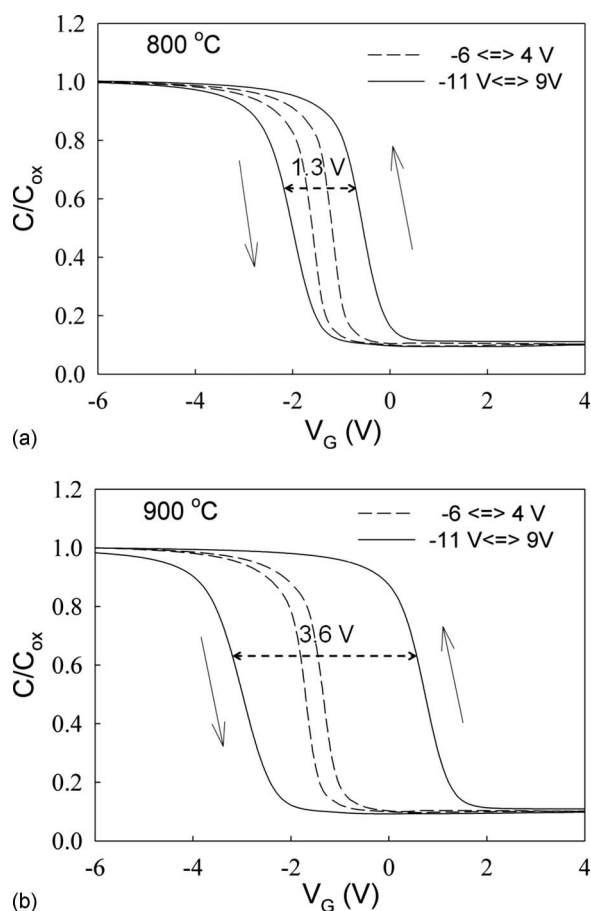 1.2
800 °C
-6 <=> 4 V
-11 V<=> 9V
1.0
0.8
1.3 V
0.6
0.4
0.2
0.0
C/Cox
-6
-4
-2
0
2
4
VG (V)
(a)
1.2
900 °C
-6 <=> 4 V
-11 V<=> 9V
1.0
0.8
3.6 V
0.6
0.4
0.2
0.0
C/Cox
-6
-4
-2
0
2
4
VG (V)
(b)